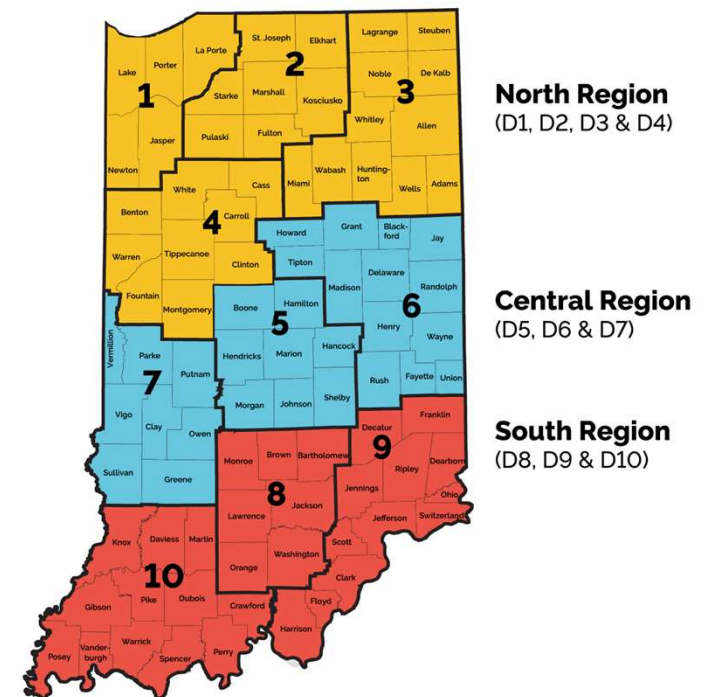 Lagrange
Steuben
St. Joseph
Elkhart
La Porte
Porter
Lake
1
2
3
Noble
De Kalb
Marshall
Starke
Kosciusko
Whitley
Allen
Jasper
Pulaski
Fulton
Newton
North Region
(D1, D2, D3 & D4)
White
Cass
Miami
Wabash
Hunting-
ton
Wells
Adams
Benton
4
Carroll
Warren
Tippecanoe
Clinton
Fountain
Montgomery
Howard
Grant
Black-
ford
Jay
Tipton
Delaware
Madison
Randolph
6
Boone
Hamilton
5
Henry
Wayne
Hendricks
Marion
Hancock
Rush
Fayette
Union
Morgan
Johnson
Shelby
Central Region
(D5, D6 & D7)
Vermillion
Parke
7
Putnam
Vigo
Clay
Owen
Sullivan
Greene
South Region
(D8, D9 & D10)
Franklin
Decatur
9
Monroe
Brown
Bartholomew
Ripley
Dearborn
8
Jennings
Ohio
Lawrence
Jackson
Jefferson
Switzerland
Washington
Scott
Orange
Clark
Floyd
Harrison
Knox
Daviess
Martin
10
Gibson
Pike
Dubois
Crawford
Posey
Vander-
burgh
Warrick
Spencer
Perry